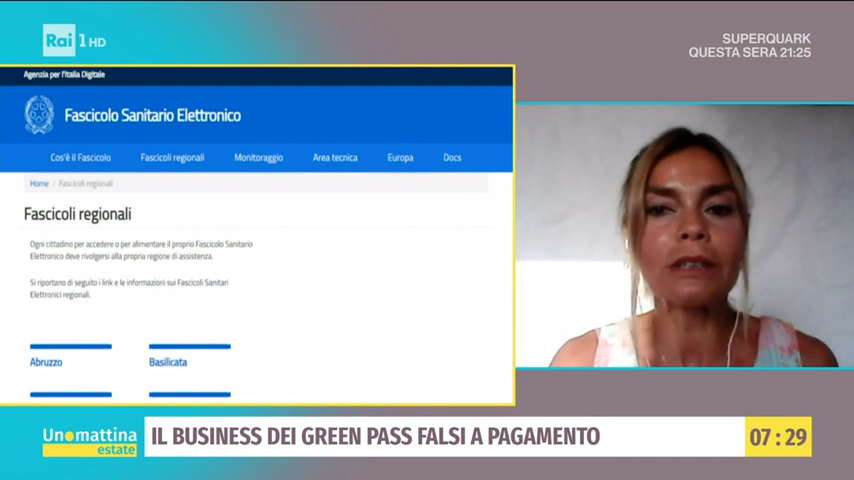 Rai 1 HD
SUPERQUARK
QUESTA SERA 21:25
Agenzia per l'Italia Digitale
Fascicolo Sanitario Elettronico
Cos'è il Fascicolo
Fascicoli regionali
Monitoraggio
Area tecnica
Europa
Docs
Home / Fascicoli regionali
Fascicoli regionali
Ogni cittadino per accedere o per alimentare il proprio Fascicolo Sanitario
Elettronico deve rivolgersi alla propria regione di assistenza.
Si riportano di seguito i link e le informazioni sui Fascicoli Sanitari
Elettronici regionali.
Abruzzo
Basilicata
Unomattina
estate
IL BUSINESS DEI GREEN PASS FALSI A PAGAMENTO
07:29